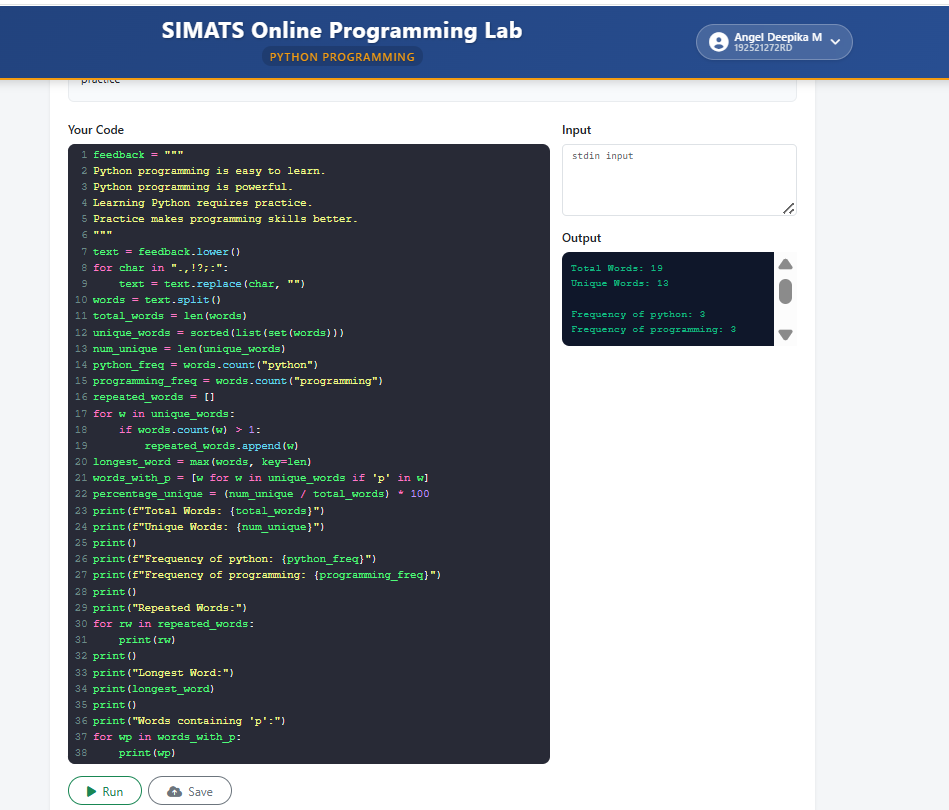 SIMATS Online Programming Lab
PYTHON PROGRAMMING
Angel Deepika M
192521272RD
practice
Your Code
1 feedback = """
2 Python programming is easy to learn.
3 Python programming is powerful.
4 Learning Python requires practice.
5 Practice makes programming skills better.
6 """
7 text = feedback.lower()
8 for char in ".,!?;:":
9     text = text.replace(char, "")
10 words = text.split()
11 total_words = len(words)
12 unique_words = sorted(list(set(words)))
13 num_unique = len(unique_words)
14 python_freq = words.count("python")
15 programming_freq = words.count("programming")
16 repeated_words = []
17 for w in unique_words:
18     if words.count(w) > 1:
19         repeated_words.append(w)
20 longest_word = max(words, key=len)
21 words_with_p = [w for w in unique_words if 'p' in w]
22 percentage_unique = (num_unique / total_words) * 100
23 print(f"Total Words: {total_words}")
24 print(f"Unique Words: {num_unique}")
25 print()
26 print(f"Frequency of python: {python_freq}")
27 print(f"Frequency of programming: {programming_freq}")
28 print()
29 print("Repeated Words:")
30 for rw in repeated_words:
31     print(rw)
32 print()
33 print("Longest Word:")
34 print(longest_word)
35 print()
36 print("Words containing 'p':")
37 for wp in words_with_p:
38     print(wp)
Run
Save
Input
stdin input
Output
Total Words: 19
Unique Words: 13
Frequency of python: 3
Frequency of programming: 3